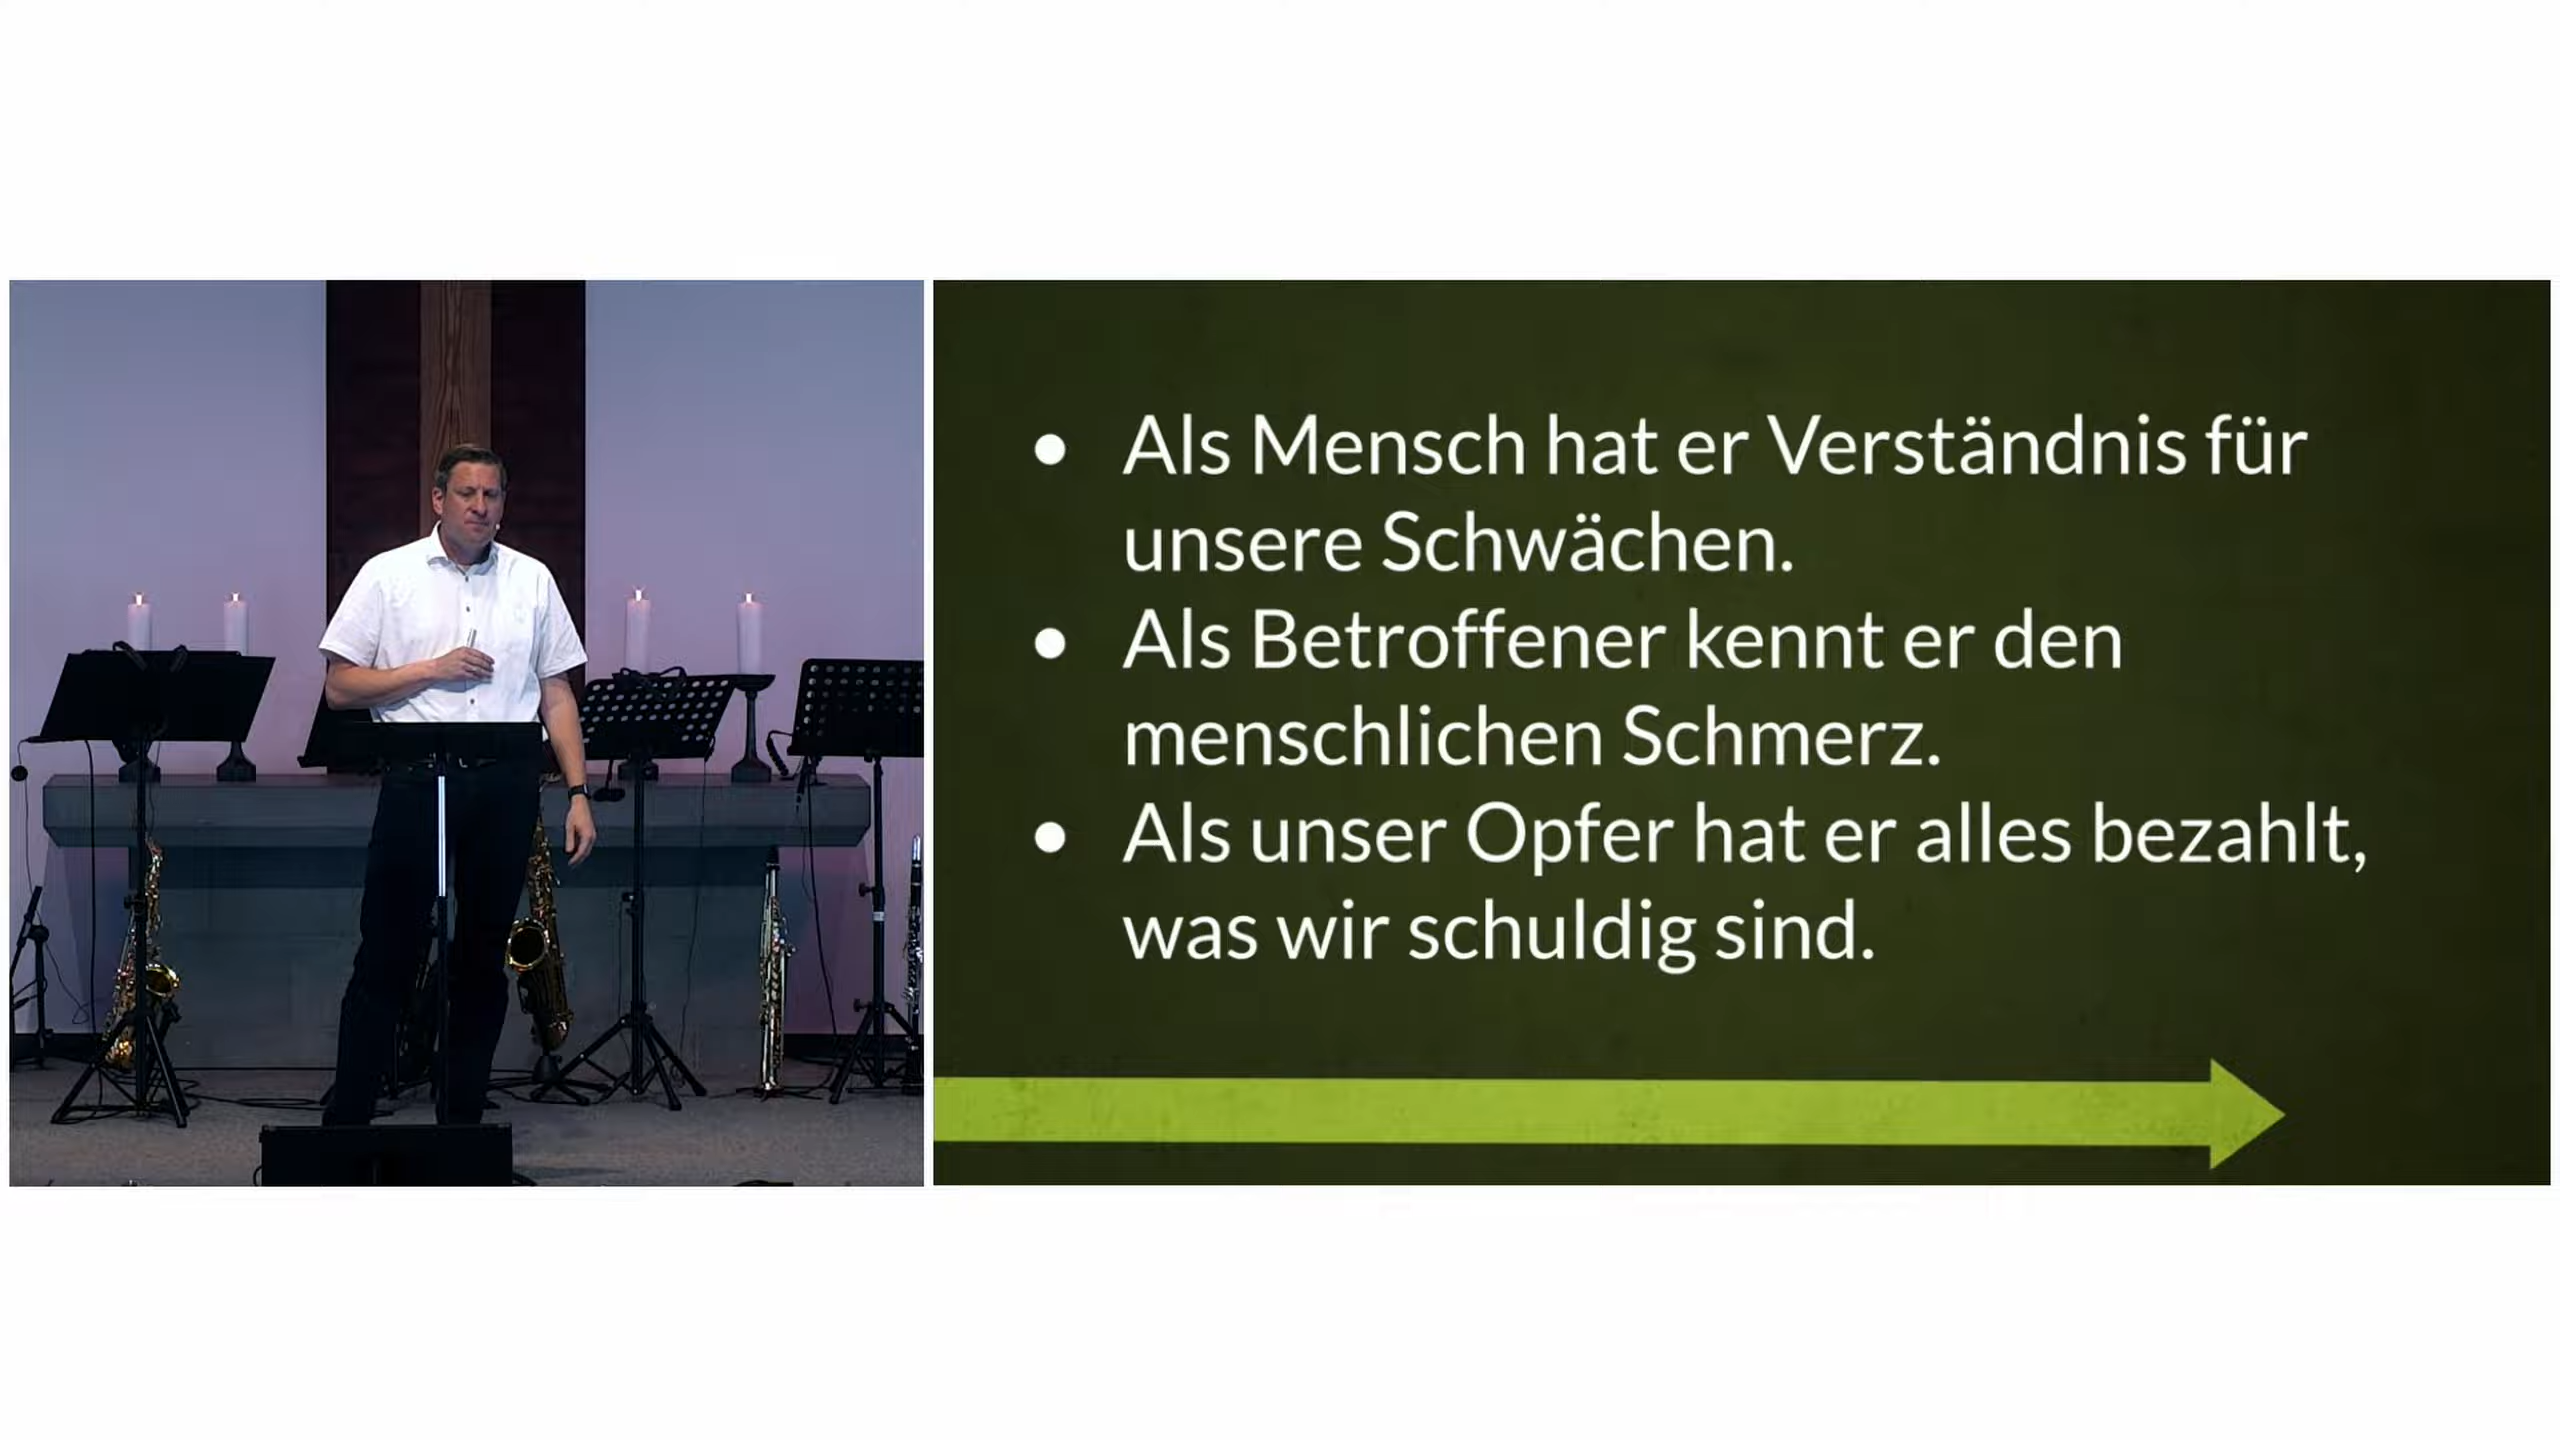 • Als Mensch hat er Verständnis für
unsere Schwächen.
• Als Betroffener kennt er den
menschlichen Schmerz.
• Als unser Opfer hat er alles bezahlt,
was wir schuldig sind.